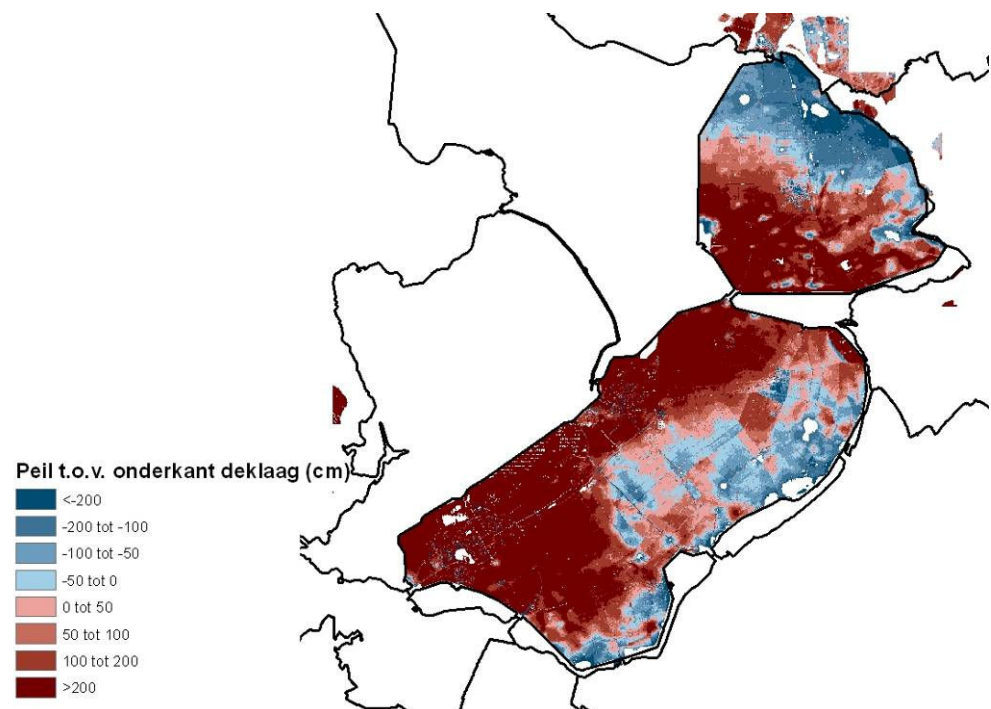 Peil t.o.v. onderkant deklaag (cm)
<-200
-200 tot -100
-100 tot -50
-50 tot 0
0 tot 50
50 tot 100
100 tot 200
>200